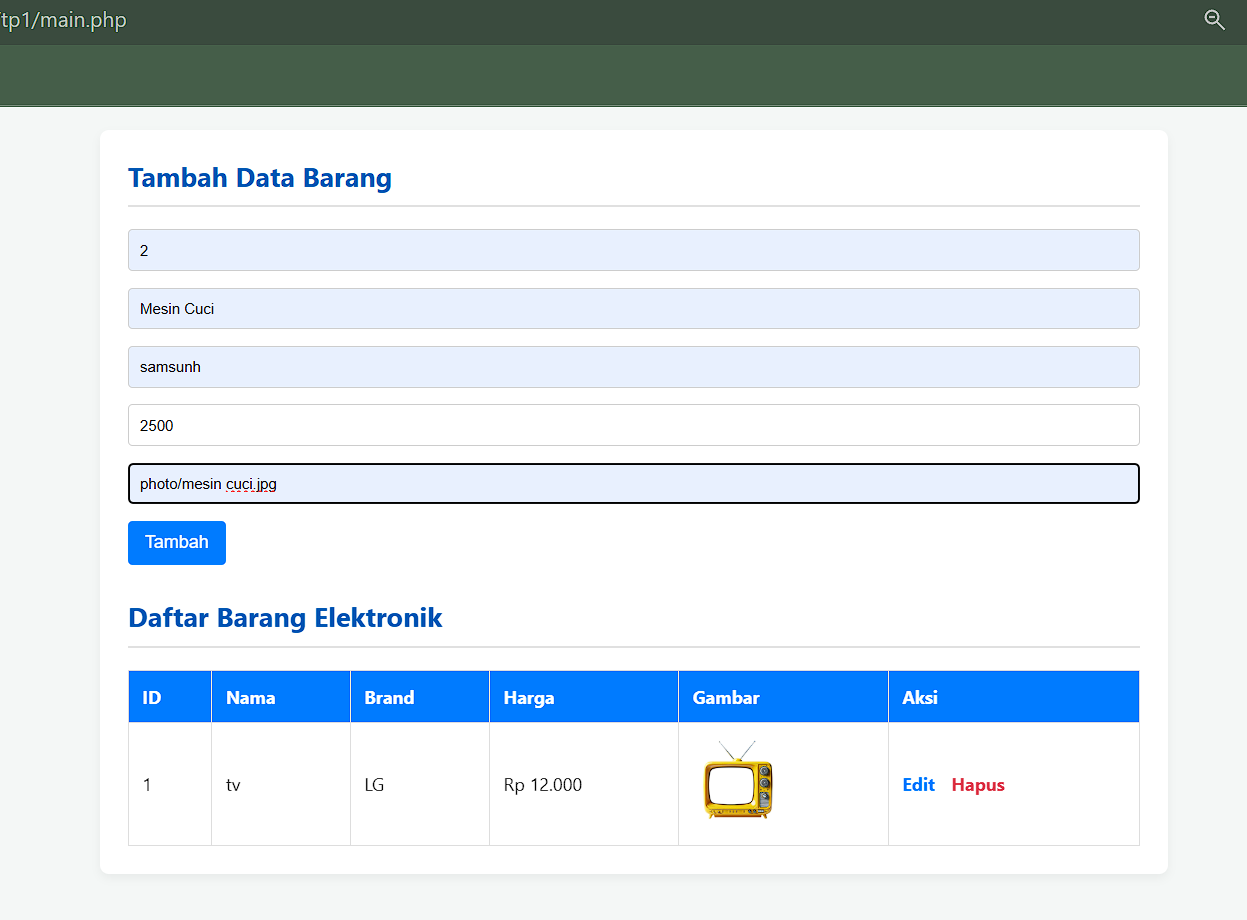 tp1/main.php
Tambah Data Barang
2
Mesin Cuci
samsunh
2500
photo/mesin cuci.jpg
Tambah
Daftar Barang Elektronik
ID Nama Brand Harga Gambar Aksi
1 tv LG Rp 12.000 Edit Hapus